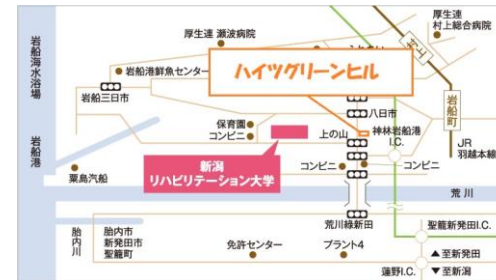 厚生連 瀬波病院
厚生連
村上総合病院
村上
岩船海水浴場
岩船港鮮魚センター
ハイツグリーンヒル
岩船三日市
八日市
岩船町
保育園
コンビニ
上の山
神林岩船港
I.C.
岩船港
新潟
リハビリテーション大学
コンビニ
コンビニ
JR
羽越本線
粟島汽船
荒川
荒川緑新田
胎内川
胎内市
新発田市
聖籠町
免許センター
プラント4
聖籠新発田I.C.
▲至新発田
蓮野I.C.
▼至新潟